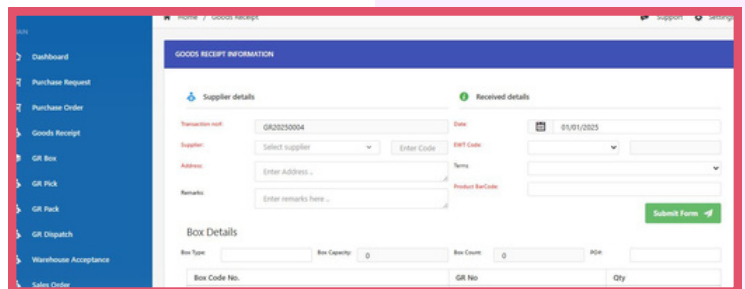 Home / Goods Receipt
Support Settings
MAIN
Dashboard
Purchase Request
Purchase Order
Goods Receipt
GR Box
GR Pick
GR Pack
GR Dispatch
Warehouse Acceptance
Sales Order
GOODS RECEIPT INFORMATION
Supplier details
Transaction no#:
GR20250004
Supplier:
Select supplier
Enter Code
Address:
Enter Address ..
Remarks:
Enter remarks here ..
Received details
Date:
01/01/2025
EWT Code:
Terms
Product BarCode:
Submit Form
Box Details
Box Type:
Box Capacity: 0
Box Count: 0
PO#:
Box Code No. GR No Qty